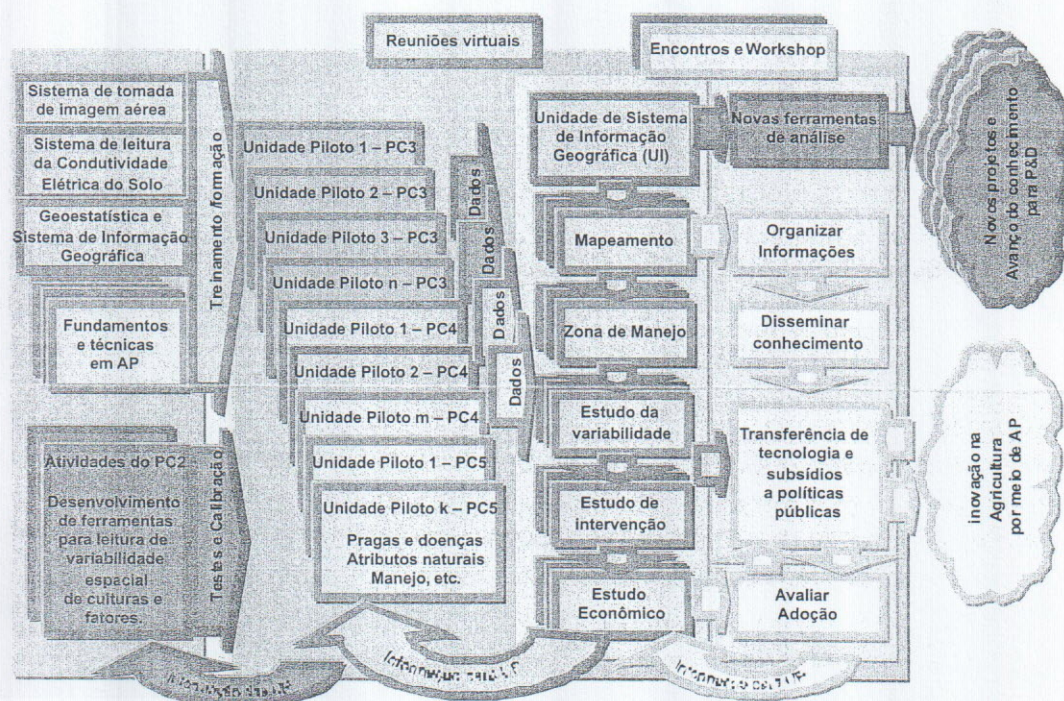 Reuniões virtuais
Encontros e Workshop
Sistema de tomada
de imagem aérea
Sistema de leitura
da Condutividade
Elétrica do Solo
Geoestatística e
Sistema de Informação
Geográfica
Fundamentos
e técnicas
em AP
Treinamento/formação
Atividades do PC2
Desenvolvimento
de ferramentas
para leitura de
variabilidade
espacial
de culturas e
fatores.
Testes e Calibração
Unidade Piloto 1 – PC3
Unidade Piloto 2 – PC3
Unidade Piloto 3 – PC3
Unidade Piloto n – PC3
Unidade Piloto 1 – PC4
Unidade Piloto 2 – PC4
Unidade Piloto m – PC4
Unidade Piloto 1 – PC5
Unidade Piloto k – PC5
Pragas e doenças
Atributos naturais
Manejo, etc.
Dados
Dados
Dados
Dados
Unidade de Sistema
de Informação
Geográfica (UI)
Mapeamento
Zona de Manejo
Estudo da
variabilidade
Estudo de
intervenção
Estudo
Econômico
Novas ferramentas
de análise
Organizar
Informações
Disseminar
conhecimento
Transferência de
tecnologia e
subsídios
a políticas
públicas
Avaliar
Adoção
Novos projetos e
Avanço do conhecimento
para P&D
inovação na
Agricultura
por meio de AP